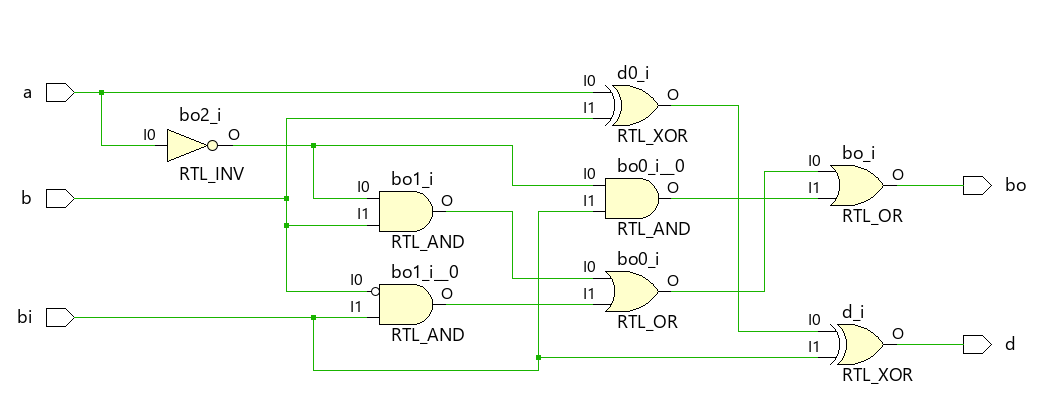 d0_i
a
I0
O
I1
bo2_i
RTL_XOR
I0
O
RTL_INV
bo0_i__0
bo_i
I0
O
I0
O
I1
bo1_i
I1
bo
b
I0
O
RTL_AND
RTL_OR
I1
RTL_AND
bo0_i
bo1_i__0
I0
O
I0
O
I1
bi
I1
RTL_OR
d_i
RTL_AND
I0
O
I1
d
RTL_XOR